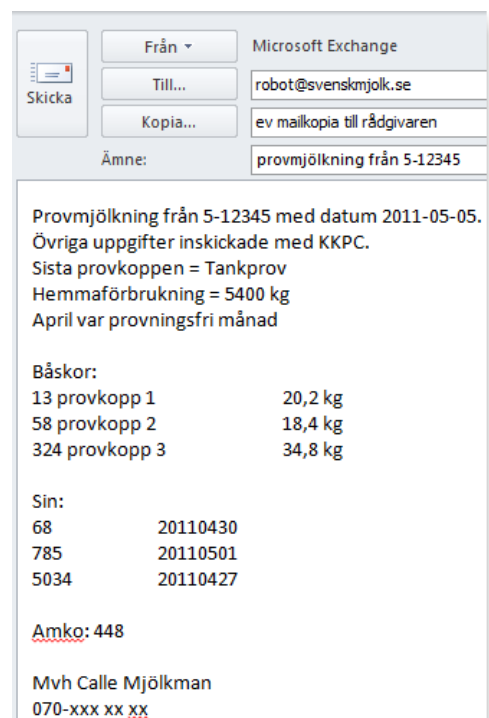 Skicka
Från
Microsoft Exchange
Till...
robot@svenskmjolk.se
Kopia...
ev mailkopia till rådgivaren
Ämne:
provmjölkning från 5-12345
Provmjölkning från 5-12345 med datum 2011-05-05.
Övriga uppgifter inskickade med KKPC.
Sista provkoppen = Tankprov
Hemmaförbrukning = 5400 kg
April var provningsfri månad
Båskor:
13 provkopp 1 20,2 kg
58 provkopp 2 18,4 kg
324 provkopp 3 34,8 kg
Sin:
68 20110430
785 20110501
5034 20110427
Amko: 448
Mvh Calle Mjölkman
070-xxx xx xx